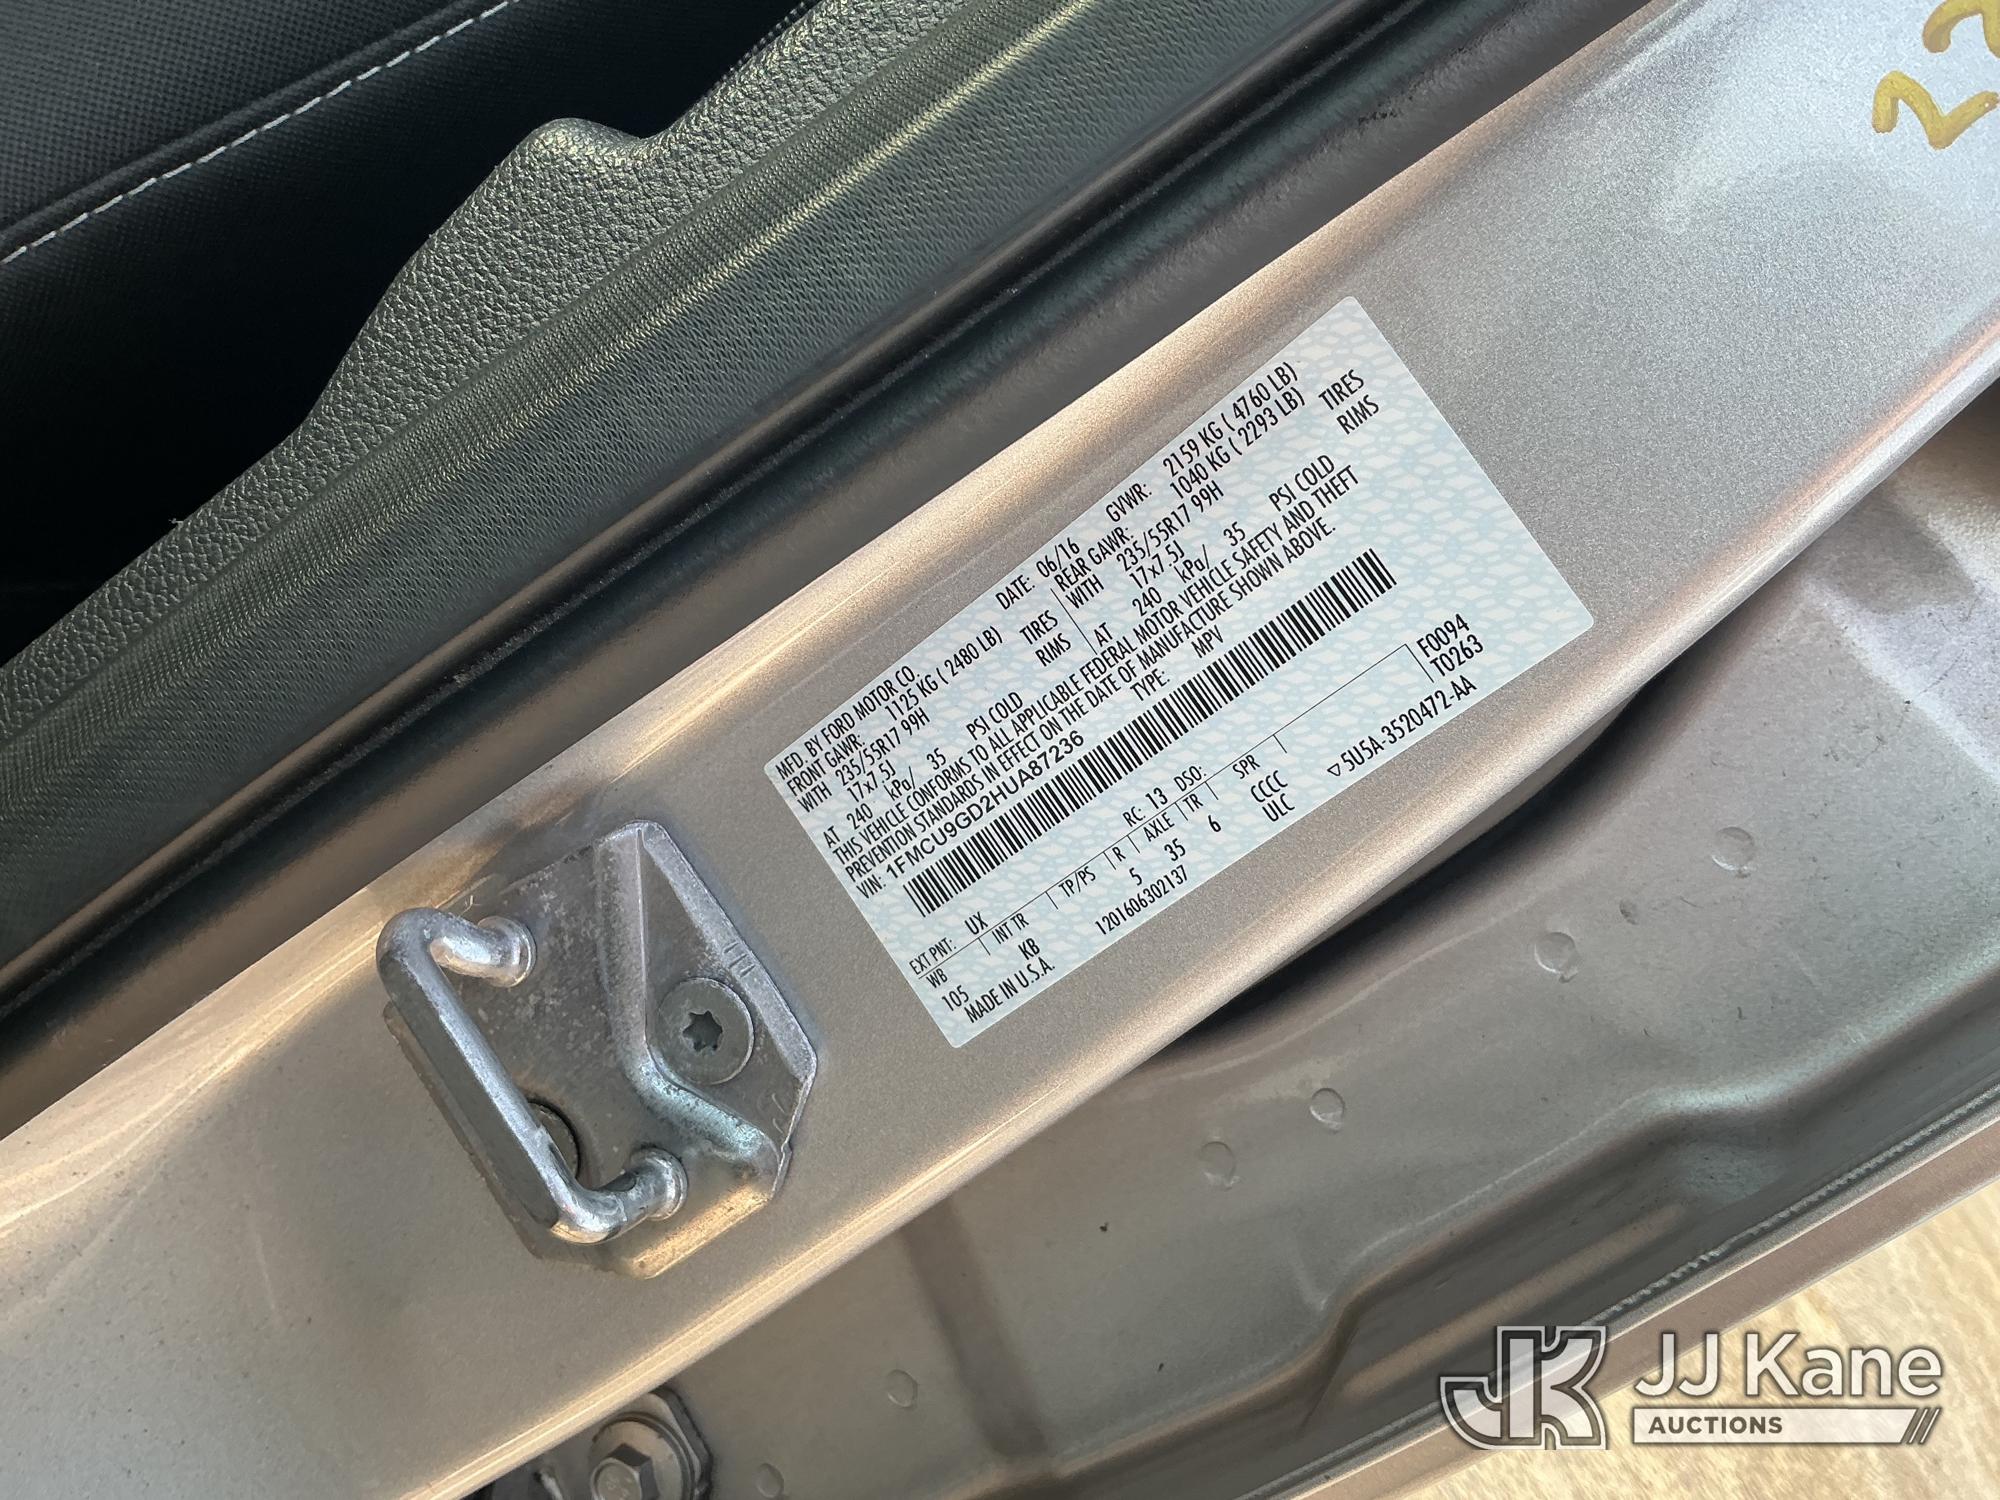 22
MFD. BY FORD MOTOR CO. DATE: 06/16 GVWR: 2159 KG ( 4760 LB)
FRONT GAWR: 1125 KG ( 2480 LB) REAR GAWR: 1040 KG ( 2293 LB)
WITH 235/55R17 99H TIRES WITH 235/55R17 99H TIRES
17x7.5J RIMS 17x7.5J RIMS
AT 240 kPa/ 35 PSI COLD AT 240 kPa/ 35 PSI COLD
THIS VEHICLE CONFORMS TO ALL APPLICABLE FEDERAL MOTOR VEHICLE SAFETY AND THEFT
PREVENTION STANDARDS IN EFFECT ON THE DATE OF MANUFACTURE SHOWN ABOVE.
VIN: 1FMCU9GD2HUA87236 TYPE: MPV
EXT PNT: UX RC: 13 DSO: F0094
WB INT TR TP/PS R AXLE TR SPR T0263
105 KB 5 35 6 CCCC
MADE IN U.S.A. 1201606302137 ULC ▽5U5A-3520472-AA
JK JJ Kane
AUCTIONS